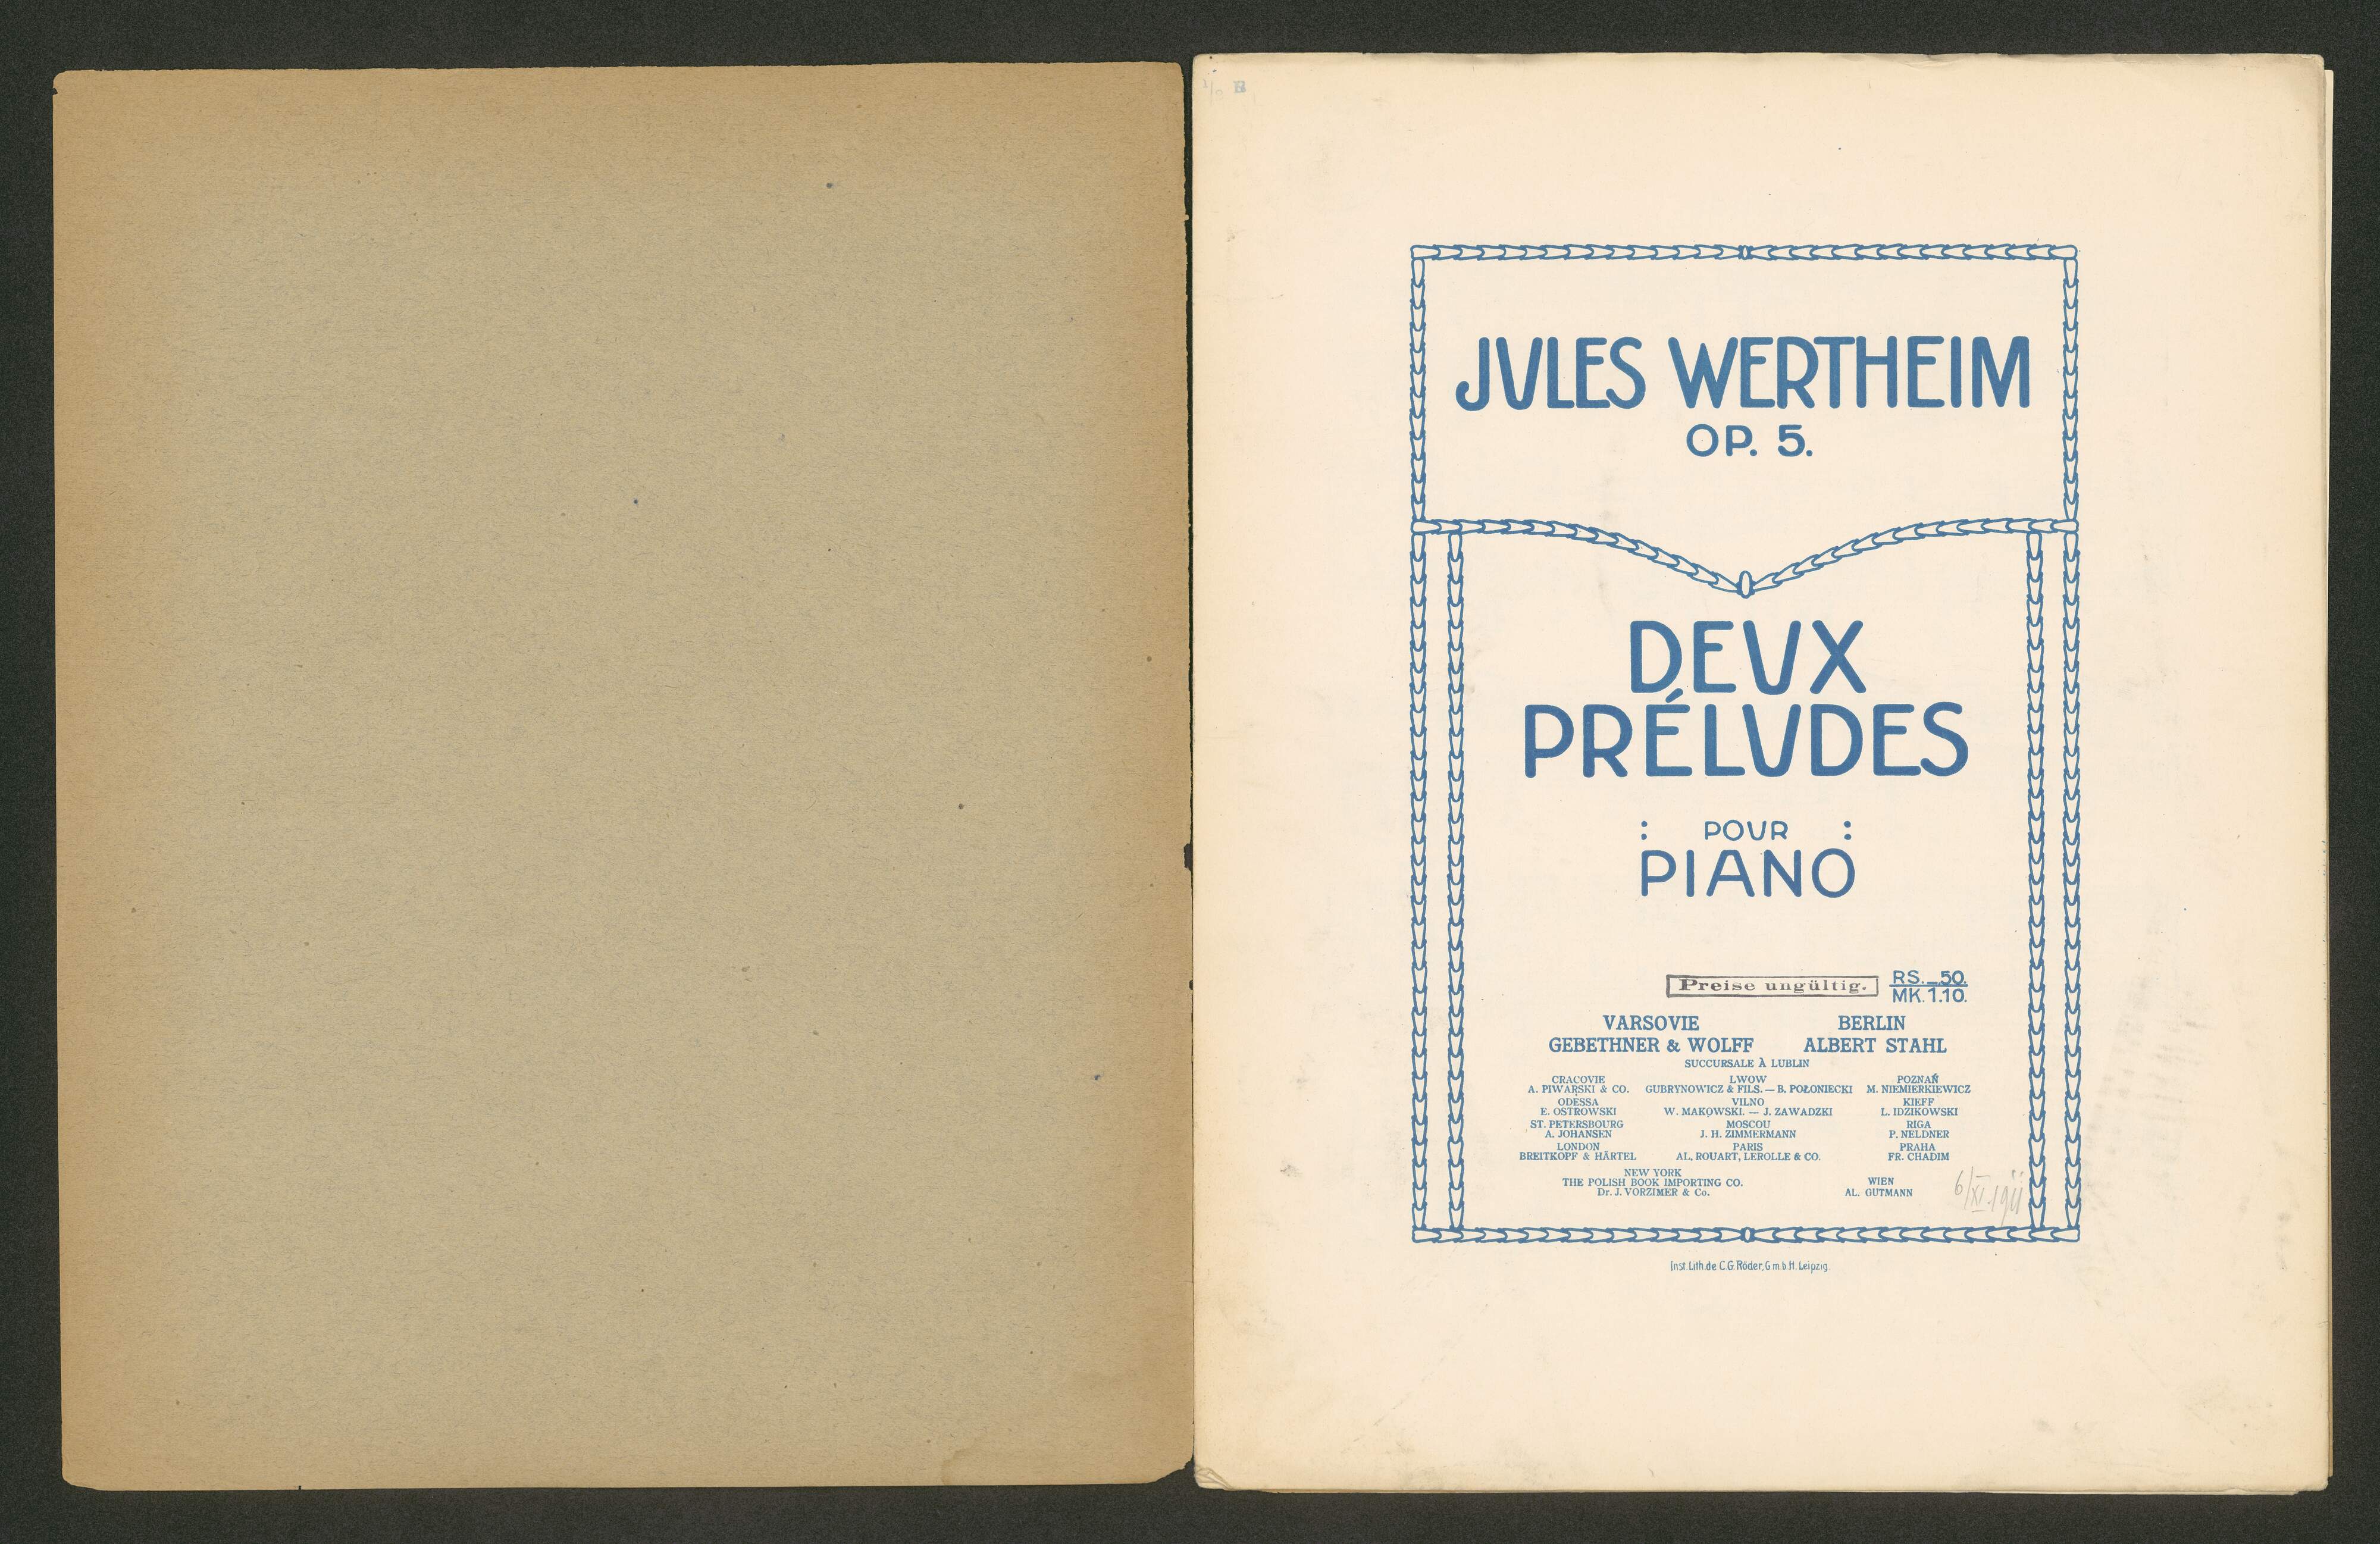 B
JVLES WERTHEIM
OP. 5.
DEVX
PRÉLVDES
: POVR :
PIANO
Preise ungültig.
RS._.50.
MK. 1.10.
VARSOVIE BERLIN
GEBETHNER & WOLFF ALBERT STAHL
SUCCURSALE À LUBLIN
CRACOVIE LWOW POZNAŃ
A. PIWARSKI & CO. GUBRYNOWICZ & FILS. — B. POŁONIECKI M. NIEMIERKIEWICZ
ODESSA VILNO KIEFF
E. OSTROWSKI W. MAKOWSKI. — J. ZAWADZKI L. IDZIKOWSKI
ST. PETERSBOURG MOSCOU RIGA
A. JOHANSEN J. H. ZIMMERMANN P. NELDNER
LONDON PARIS PRAHA
BREITKOPF & HÄRTEL AL, ROUART, LEROLLE & CO. FR. CHADIM
NEW YORK
THE POLISH BOOK IMPORTING CO. WIEN
Dr. J. VORZIMER & Co. AL. GUTMANN
6/XI.1911
Inst. Lith. de C.G. Röder, G.m.b.H. Leipzig.